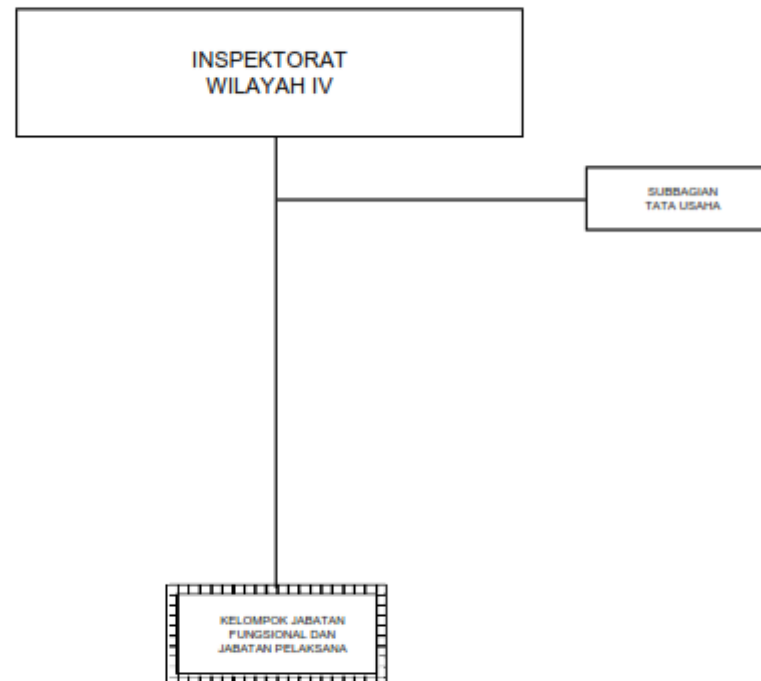 INSPEKTORAT
WILAYAH IV
SUBBAGIAN
TATA USAHA
KELOMPOK JABATAN
FUNGSIONAL DAN
JABATAN PELAKSANA